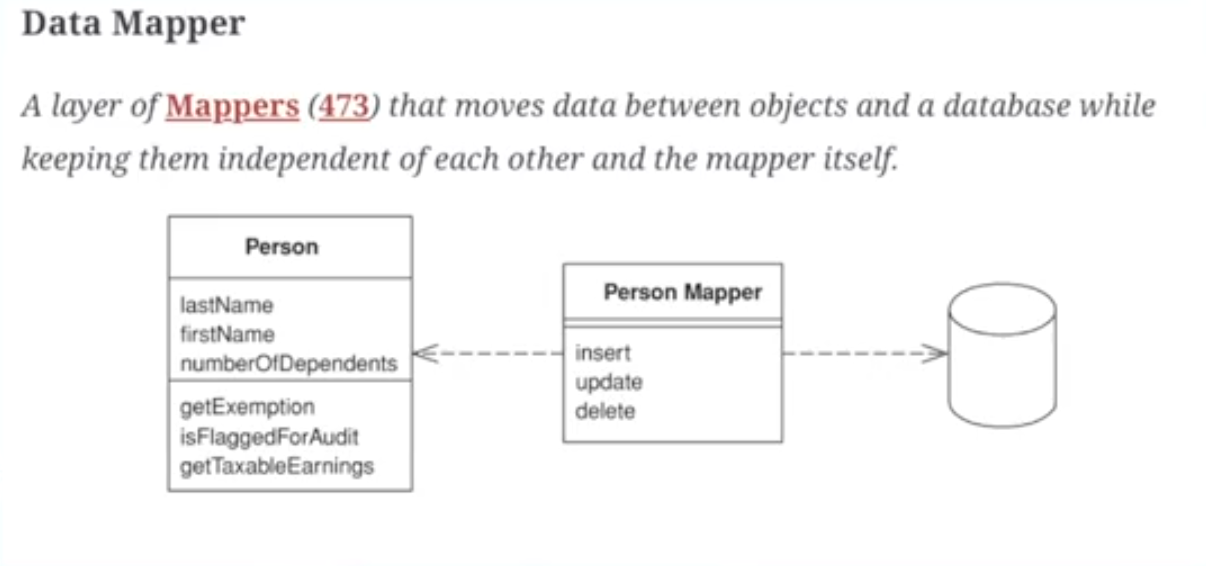 Data Mapper
A layer of Mappers (473) that moves data between objects and a database while
keeping them independent of each other and the mapper itself.
Person
lastName
firstName
numberOfDependents
getExemption
isFlaggedForAudit
getTaxableEarnings
Person Mapper
insert
update
delete